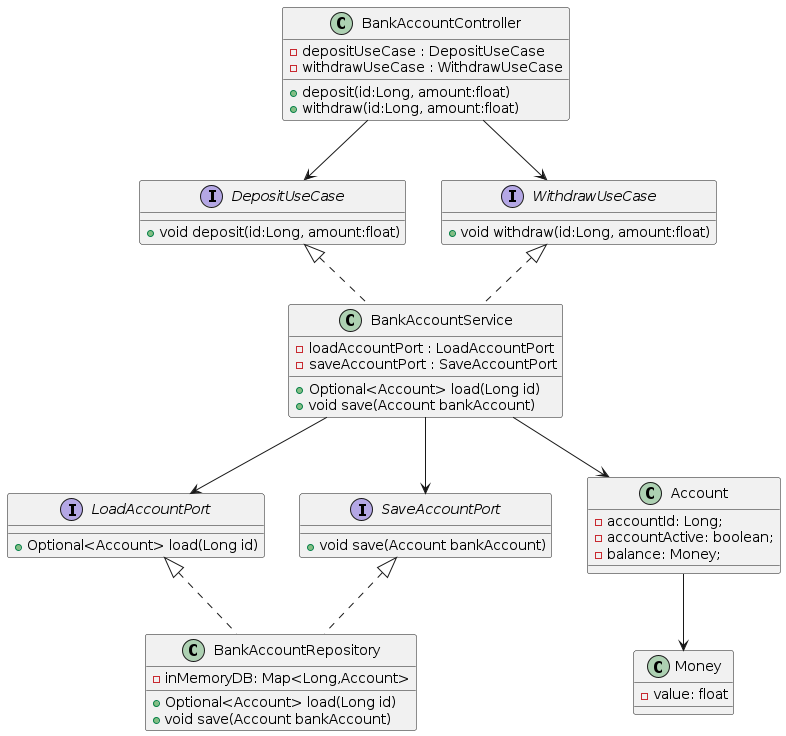 C BankAccountController
depositUseCase : DepositUseCase
withdrawUseCase : WithdrawUseCase
deposit(id:Long, amount:float)
withdraw(id:Long, amount:float)
I DepositUseCase
void deposit(id:Long, amount:float)
I WithdrawUseCase
void withdraw(id:Long, amount:float)
C BankAccountService
loadAccountPort : LoadAccountPort
saveAccountPort : SaveAccountPort
Optional<Account> load(Long id)
void save(Account bankAccount)
I LoadAccountPort
Optional<Account> load(Long id)
I SaveAccountPort
void save(Account bankAccount)
C Account
accountId: Long;
accountActive: boolean;
balance: Money;
C BankAccountRepository
inMemoryDB: Map<Long,Account>
Optional<Account> load(Long id)
void save(Account bankAccount)
C Money
value: float